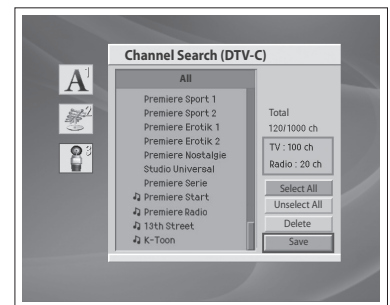 Channel Search (DTV-C)
A1
2
3
All
Premiere Sport 1
Premiere Sport 2
Premiere Erotik 1
Premiere Erotik 2
Premiere Nostalgie
Studio Universal
Premiere Serie
Premiere Start
Premiere Radio
13th Street
K-Toon
Total
120/1000 ch
TV : 100 ch
Radio : 20 ch
Select All
Unselect All
Delete
Save